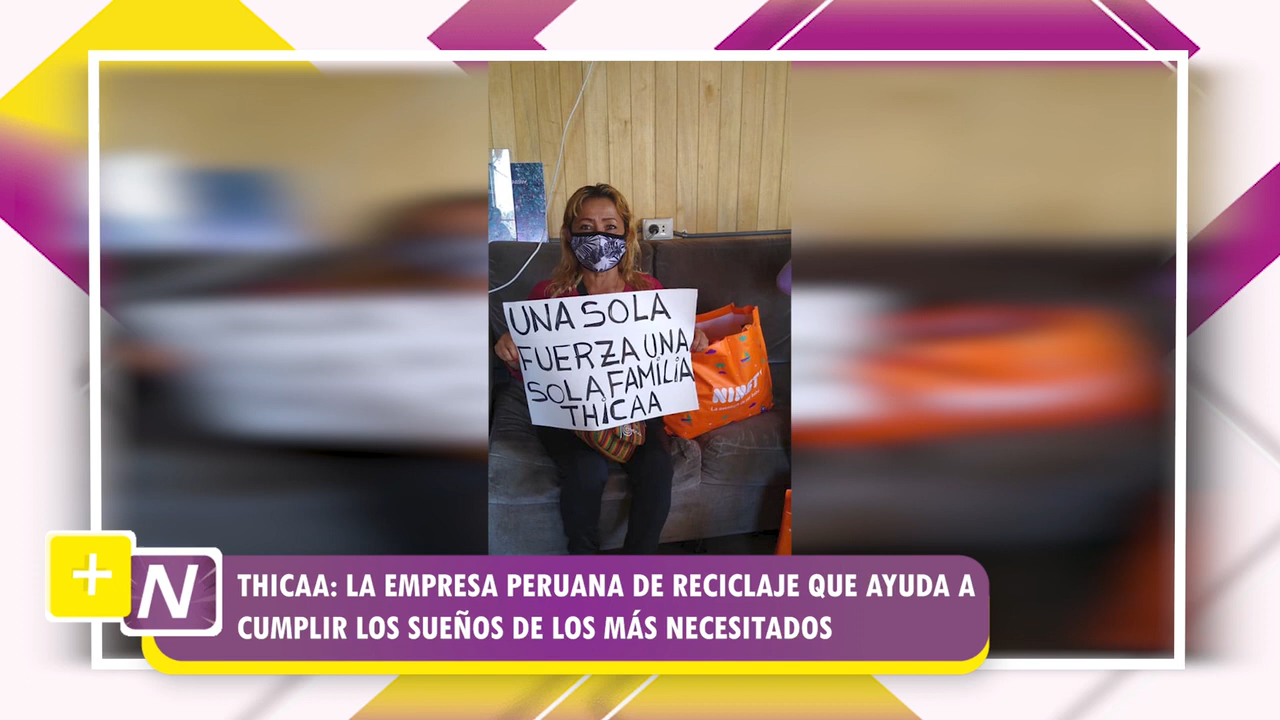 UNA SOLA
FUERZA UNA
SOLA FAMiLiA
THiCAA
+N
THICAA: LA EMPRESA PERUANA DE RECICLAJE QUE AYUDA A
CUMPLIR LOS SUEÑOS DE LOS MÁS NECESITADOS